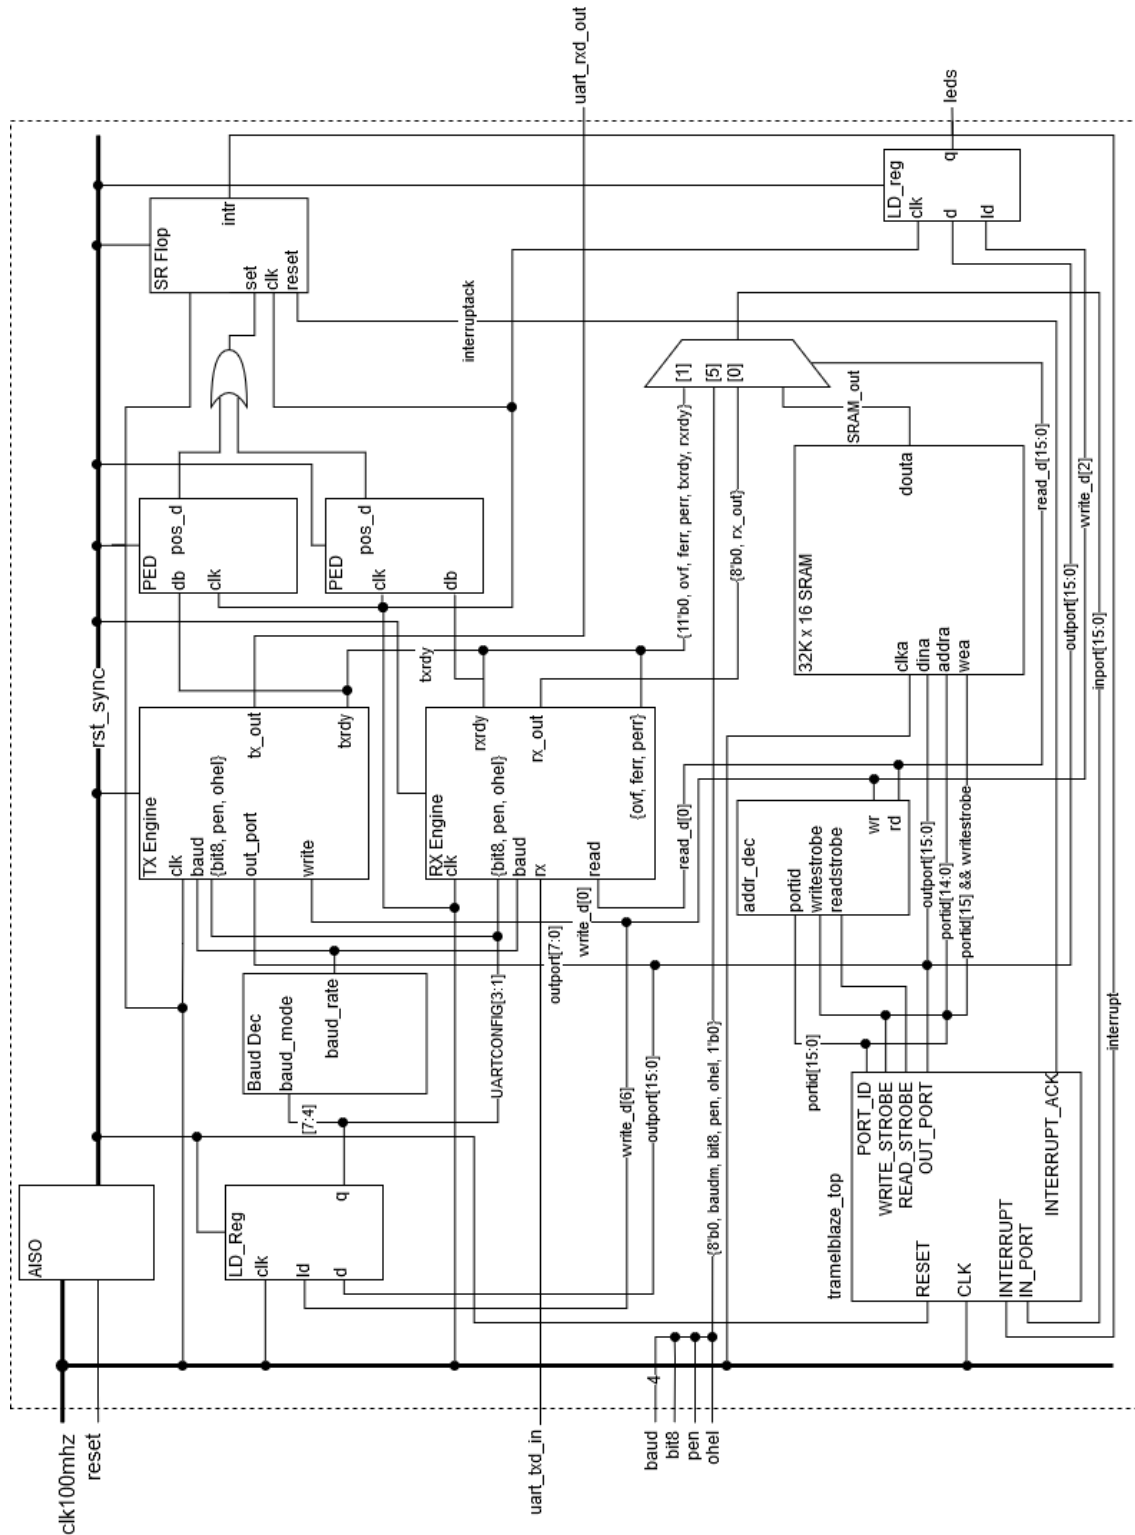 clk100mhz
reset
AISO
rst_sync
TX Engine
clk
baud
{bit8, pen, ohel}
out_port
write
tx_out
txrdy
PED
db
clk
pos_d
SR Flop
set
clk
reset
intr
PED
clk
db
pos_d
uart_rxd_out
Baud Dec
baud_mode
baud_rate
[7:4]
UARTCONFIG[3:1]
LD_Reg
clk
ld
d
q
RX Engine
clk
{bit8, pen, ohel}
baud
rx
read
rxrdy
rx_out
{ovf, ferr, perr}
txrdy
interruptack
uart_txd_in
outport[7:0]
write_d[0]
write_d[6]
outport[15:0]
read_d[0]
baud
bit8
pen
ohel
4
{8'b0, baudm, bit8, pen, ohel, 1'b0}
{11'b0, ovf, ferr, perr, txrdy, rxrdy}
{8'b0, rx_out}
[1]
[5]
[0]
SRAM_out
addr_dec
portid
writestrobe
readstrobe
wr
rd
32K x 16 SRAM
clka
dina
addra
wea
douta
outport[15:0]
portid[14:0]
portid[15] && writestrobe
portid[15:0]
tramelblaze_top
RESET
CLK
INTERRUPT
IN_PORT
PORT_ID
WRITE_STROBE
READ_STROBE
OUT_PORT
INTERRUPT_ACK
read_d[15:0]
write_d[2]
outport[15:0]
inport[15:0]
interrupt
LD_reg
clk
d
ld
q
leds